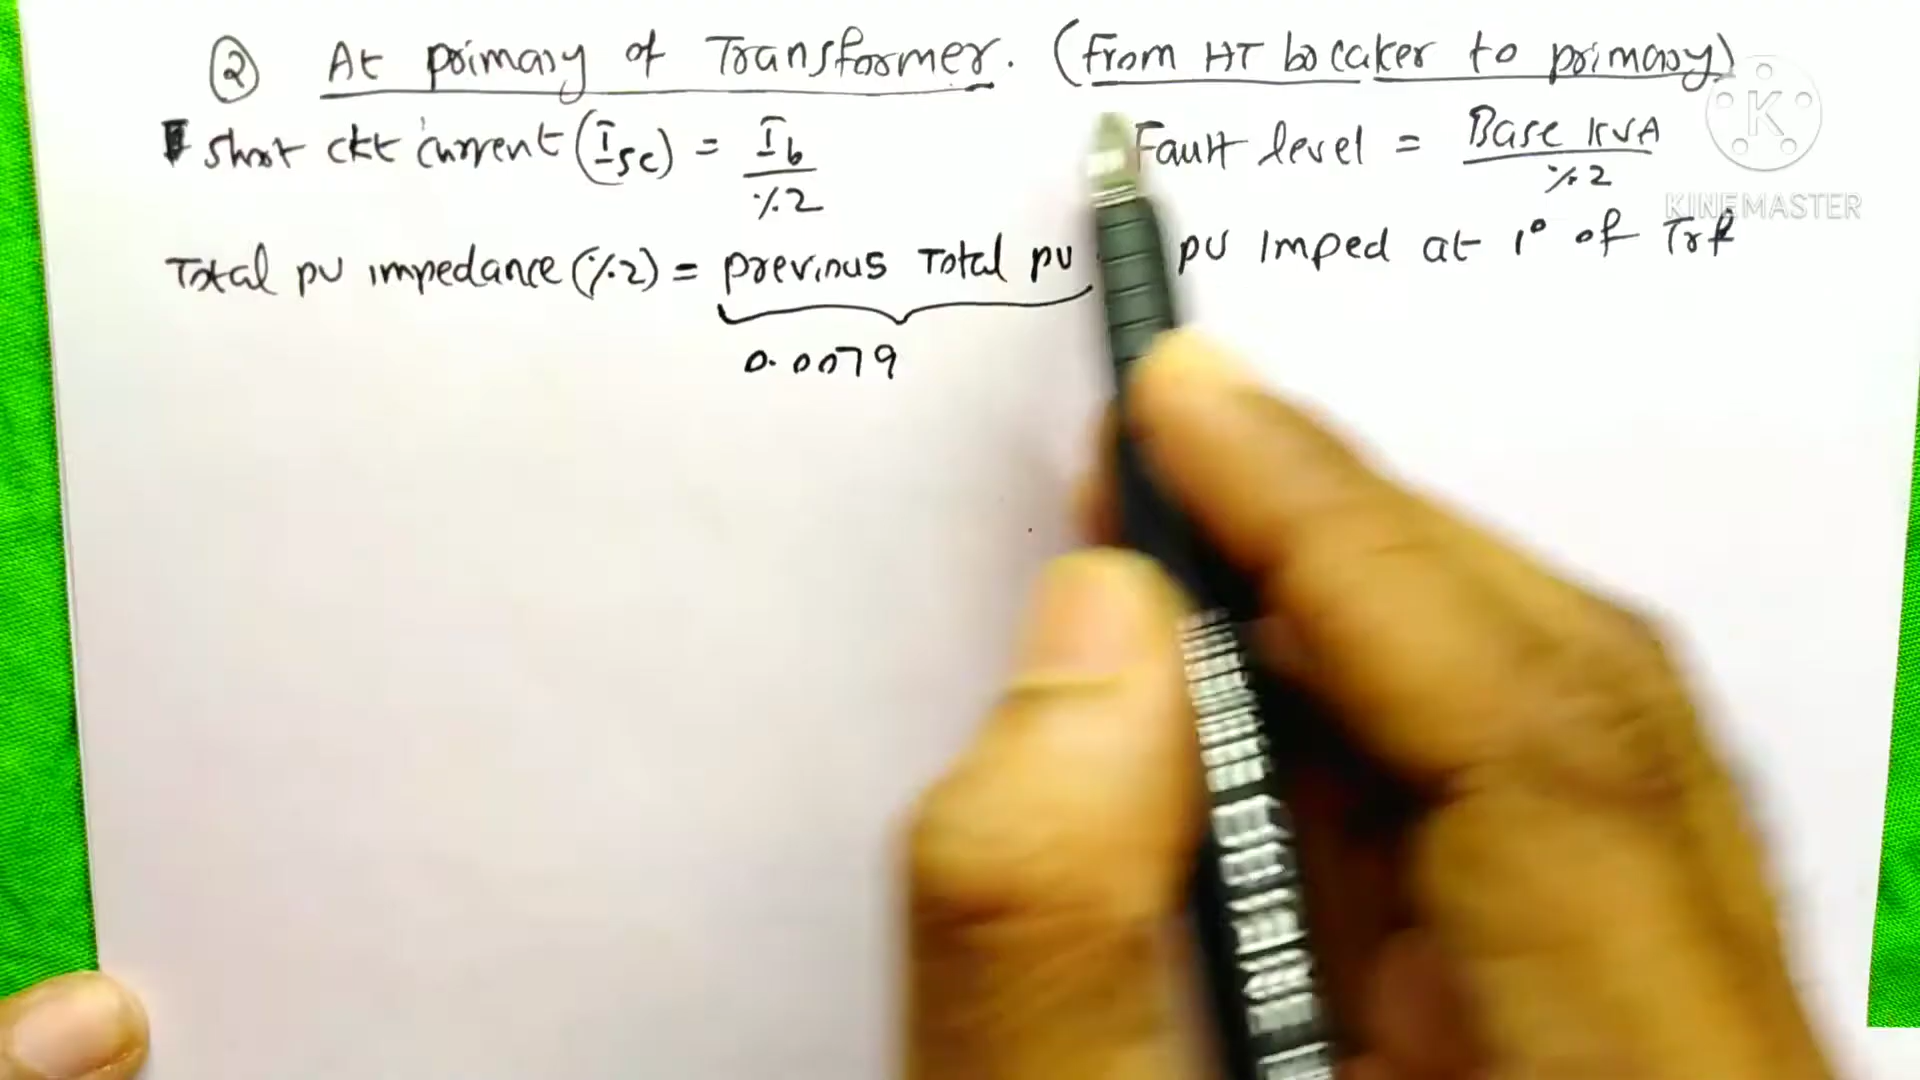 ② At primary of Transformer. (From HT breaker to primary)
Short ckt current (Isc) = Ib / %Z
Fault level = Base KVA / %Z
Total PU impedance (%Z) = previous Total PU PU Imped at 1° of Trf
0.0079
K
KINEMASTER